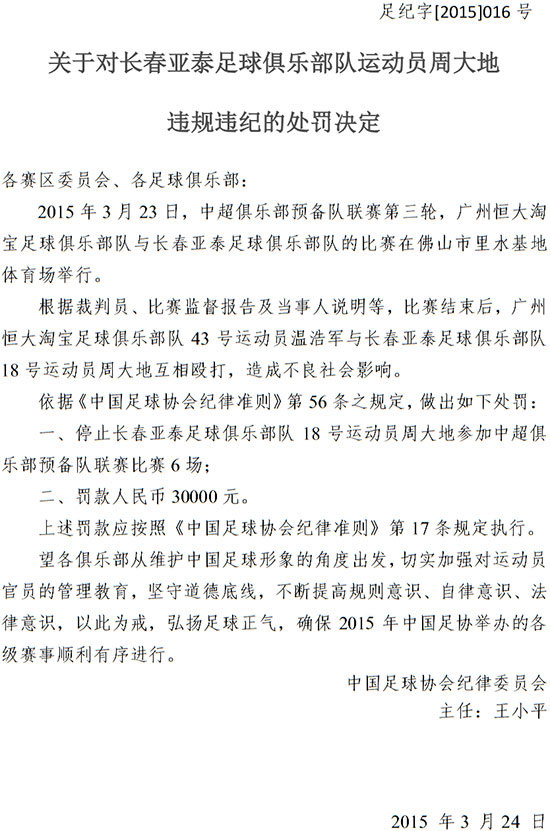 足纪字[2015]016 号
关于对长春亚泰足球俱乐部队运动员周大地
违规违纪的处罚决定
各赛区委员会、各足球俱乐部：
2015 年 3 月 23 日，中超俱乐部预备队联赛第三轮，广州恒大淘
宝足球俱乐部队与长春亚泰足球俱乐部队的比赛在佛山市里水基地
体育场举行。
根据裁判员、比赛监督报告及当事人说明等，比赛结束后，广州
恒大淘宝足球俱乐部队 43 号运动员温浩军与长春亚泰足球俱乐部队
18 号运动员周大地互相殴打，造成不良社会影响。
依据《中国足球协会纪律准则》第 56 条之规定，做出如下处罚：
一、停止长春亚泰足球俱乐部队 18 号运动员周大地参加中超俱
乐部预备队联赛比赛 6 场；
二、罚款人民币 30000 元。
上述罚款应按照《中国足球协会纪律准则》第 17 条规定执行。
望各俱乐部从维护中国足球形象的角度出发，切实加强对运动员
官员的管理教育，坚守道德底线，不断提高规则意识、自律意识、法
律意识，以此为戒，弘扬足球正气，确保 2015 年中国足协举办的各
级赛事顺利有序进行。
中国足球协会纪律委员会
主任：王小平
2015 年 3 月 24 日